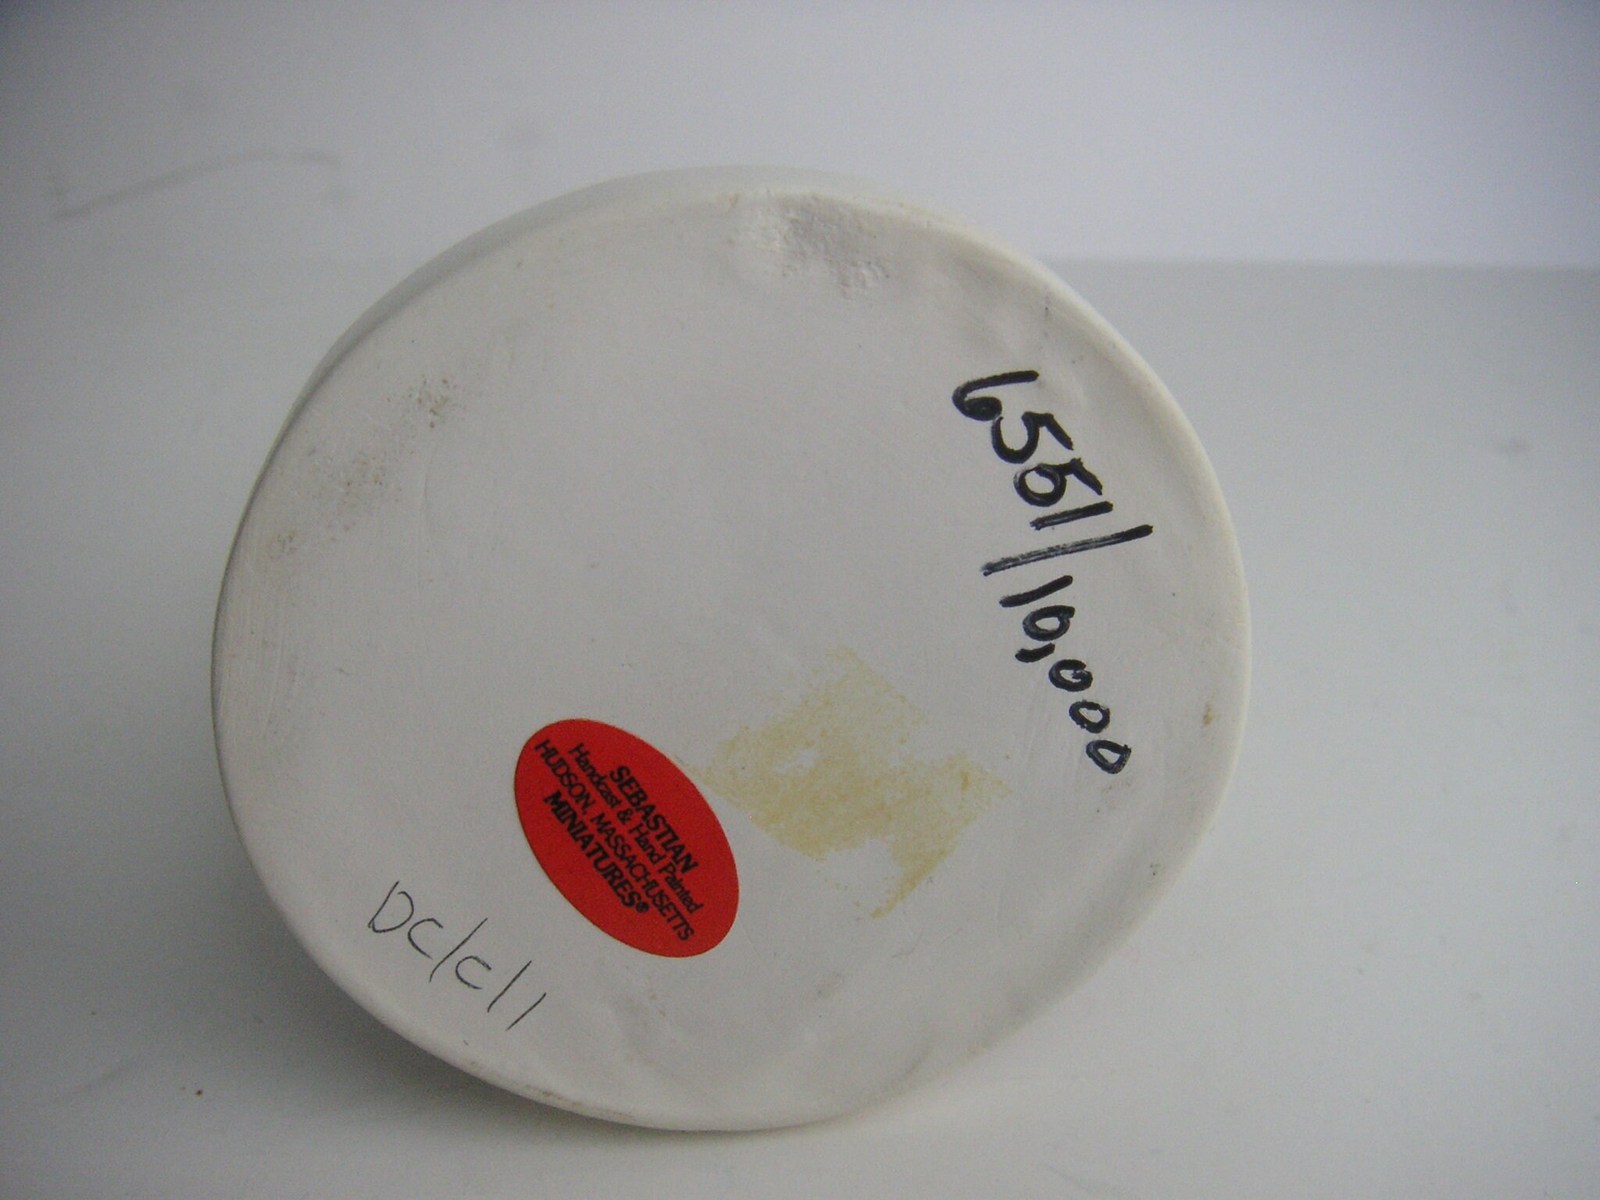 6551/10,000
SEBASTIAN
Handcast & Hand Painted
HUDSON, MASSACHUSETTS
MINIATURES®
DC/C11